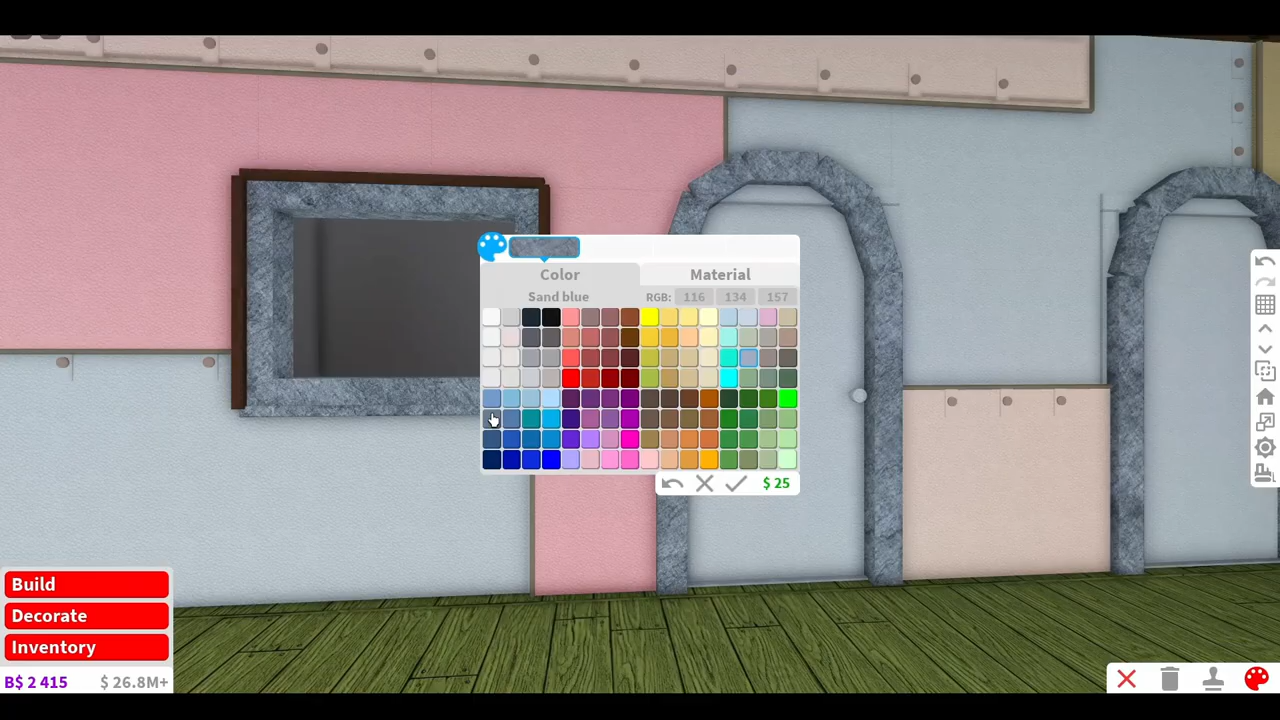 Color
Material
Sand blue
RGB: 116 134 157
$ 25
Build
Decorate
Inventory
B$ 2 415
$ 26.8M+